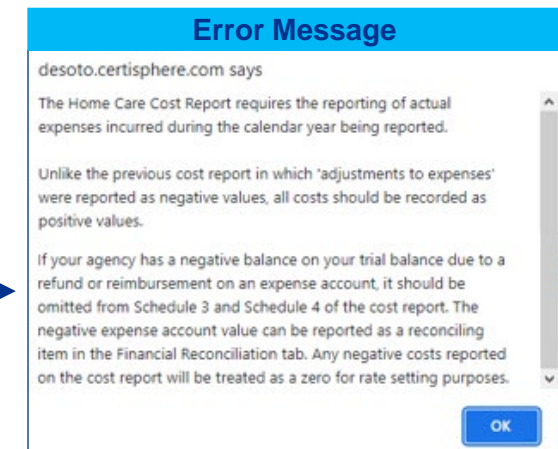 Error Message
desoto.certisphere.com says
The Home Care Cost Report requires the reporting of actual
expenses incurred during the calendar year being reported.
Unlike the previous cost report in which 'adjustments to expenses'
were reported as negative values, all costs should be recorded as
positive values.
If your agency has a negative balance on your trial balance due to a
refund or reimbursement on an expense account, it should be
omitted from Schedule 3 and Schedule 4 of the cost report. The
negative expense account value can be reported as a reconciling
item in the Financial Reconciliation tab. Any negative costs reported
on the cost report will be treated as a zero for rate setting purposes.
OK